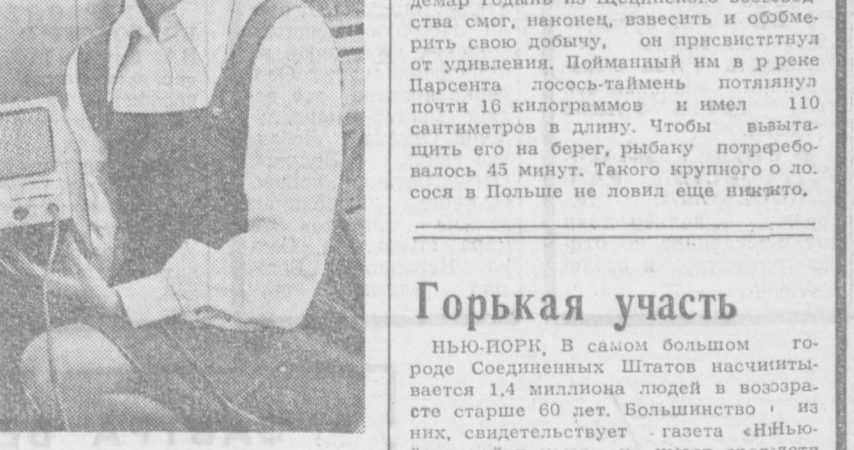 ства смог, наконец, взвесить и обмерить
рить свою добычу, он присвистнул
от удивления. Пойманный им в реке
Парсента лосось-таймень потянул
почти 16 килограммов и имел 110
сантиметров в длину. Чтобы выта-
щить его на берег, рыбаку потребо-
валось 45 минут. Такого крупного ло-
сося в Польше не ловил еще никто.
Горькая участь
НЬЮ-ЙОРК. В самом большом го-
роде Соединенных Штатов насчиты-
вается 1,4 миллиона людей в возра-
сте старше 60 лет. Большинство из
них, свидетельствует газета «Нью-